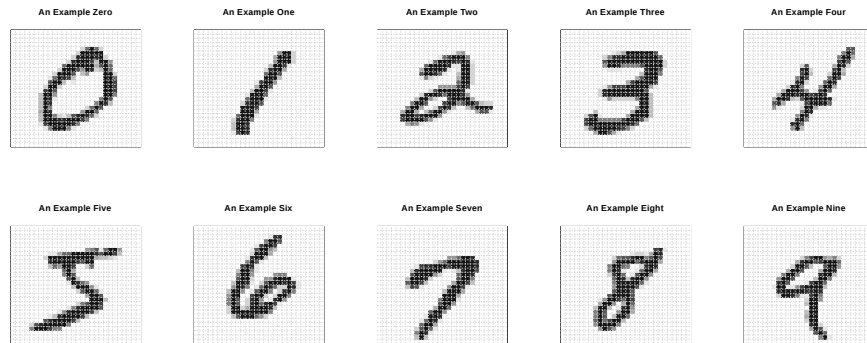 An Example Zero An Example One An Example Two An Example Three An Example Four
0 1 2 3 4
An Example Five An Example Six An Example Seven An Example Eight An Example Nine
5 6 7 8 9